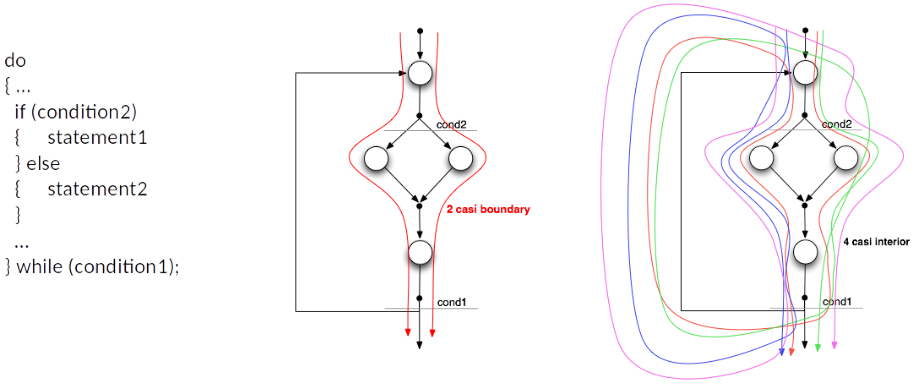 do
{ ...
if (condition2)
{ statement1
} else
{ statement2
}
...
} while (condition1);
cond2
2 casi boundary
cond1
cond2
4 casi interior
cond1